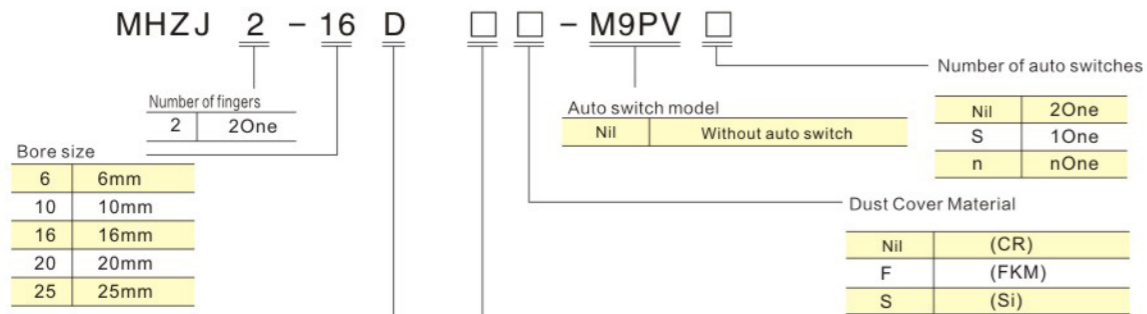 MHZJ 2 - 16 D □ □ - M9PV □
Number of fingers
2 2One
Bore size
6 6mm
10 10mm
16 16mm
20 20mm
25 25mm
Auto switch model
Nil Without auto switch
Number of auto switches
Nil 2One
S 1One
n nOne
Dust Cover Material
Nil (CR)
F (FKM)
S (Si)